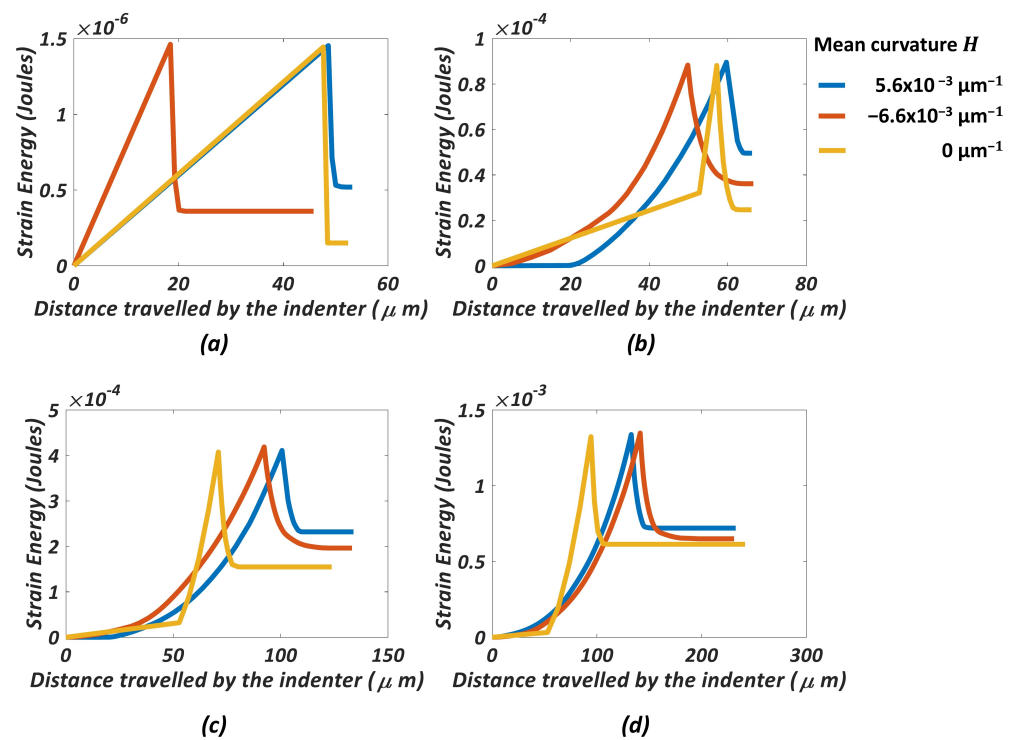 ×10⁻⁶
1.5
1
0.5
0
0 20 40 60
Strain Energy (Joules)
Distance travelled by the indenter ( μ m)
(a)
×10⁻⁴
1
0.8
0.6
0.4
0.2
0
0 20 40 60 80
Strain Energy (Joules)
Distance travelled by the indenter ( μ m)
(b)
Mean curvature H
5.6x10 ⁻³ μm⁻¹
−6.6x10⁻³ μm⁻¹
0 μm⁻¹
×10⁻⁴
5
4
3
2
1
0
0 50 100 150
Strain Energy (Joules)
Distance travelled by the indenter ( μ m)
(c)
×10⁻³
1.5
1
0.5
0
0 100 200 300
Strain Energy (Joules)
Distance travelled by the indenter ( μ m)
(d)